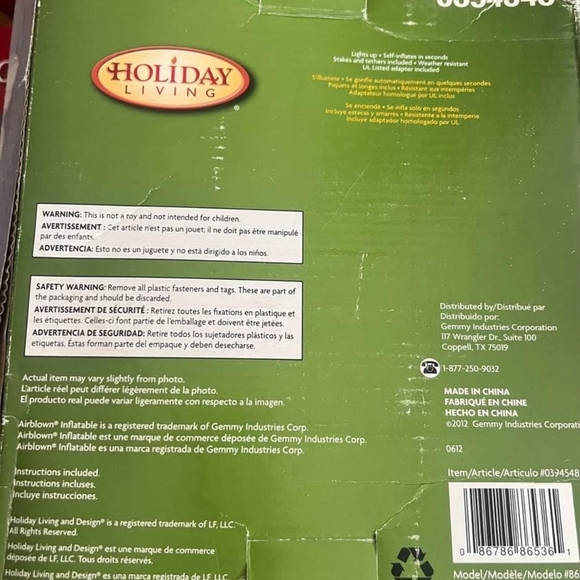 HOLIDAY
LIVING
®
Lights up • Self-inflates in seconds
Stakes and tethers included • Weather resistant
UL Listed adapter included
S'illumine • Se gonfle automatiquement en quelques secondes
Piquets et longes inclus • Résistant aux intempéries
Adaptateur homologué par UL inclus
Se enciende • Se infla solo en segundos
Incluye estacas y amarres • Resistente a la intemperie
Incluye adaptador homologado por UL
WARNING: This is not a toy and not intended for children.
AVERTISSEMENT : Cet article n'est pas un jouet; il ne doit pas être manipulé
par des enfants.
ADVERTENCIA: Esto no es un juguete y no está dirigido a los niños.
SAFETY WARNING: Remove all plastic fasteners and tags. These are part of
the packaging and should be discarded.
AVERTISSEMENT DE SÉCURITÉ : Retirez toutes les fixations en plastique et
les étiquettes. Celles-ci font partie de l'emballage et doivent être jetées.
ADVERTENCIA DE SEGURIDAD: Retire todos los sujetadores plásticos y las
etiquetas, Éstas forman parte del empaque y deben desecharse.
Actual item may vary slightly from photo.
L'article réel peut différer légèrement de la photo.
El producto real puede variar ligeramente con respecto a la imagen.
Airblown® Inflatable is a registered trademark of Gemmy Industries Corp.
Airblown® Inflatable est une marque de commerce déposée de Gemmy Industries Corp.
Airblown® Inflatable es una marca registrada de Gemmy Industries Corp.
Instructions included.
Instructions incluses.
Incluye instrucciones.
Holiday Living and Design® is a registered trademark of LF, LLC.
All Rights Reserved.
Holiday Living and Design® est une marque de commerce
déposée de LF, LLC. Tous droits réservés.
Holiday Living and Design® es una marca registrada de LF, LLC
Distributed by/Distribué par
Distribuido por:
Gemmy Industries Corporation
117 Wrangler Dr., Suite 100
Coppell, TX 75019
1-877-250-9032
MADE IN CHINA
FABRIQUÉ EN CHINE
HECHO EN CHINA
©2012 Gemmy Industries Corporati
0612
Item/Article/Artículo #0394548
0 86786 86536 1
Model/Modèle/Modelo #86